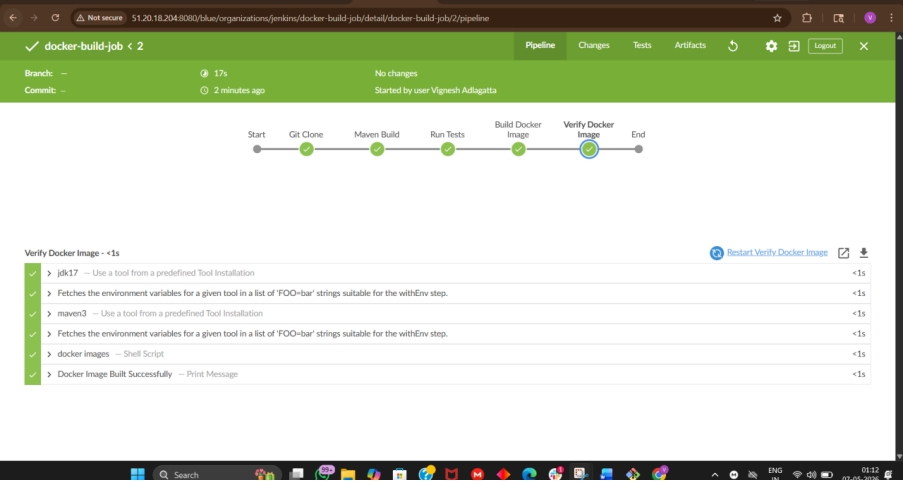 Not secure 51.20.18.204:8080/blue/organizations/jenkins/docker-build-job/detail/docker-build-job/2/pipeline
V
docker-build-job < 2
Pipeline Changes Tests Artifacts Logout
Branch: — 17s No changes
Commit: – 2 minutes ago Started by user Vignesh Adlagatta
Start Git Clone Maven Build Run Tests Build Docker Image Verify Docker Image End
Verify Docker Image - <1s Restart Verify Docker Image
jdk17 — Use a tool from a predefined Tool Installation <1s
Fetches the environment variables for a given tool in a list of 'FOO=bar' strings suitable for the withEnv step. <1s
maven3 — Use a tool from a predefined Tool Installation <1s
Fetches the environment variables for a given tool in a list of 'FOO=bar' strings suitable for the withEnv step. <1s
docker images — Shell Script <1s
Docker Image Built Successfully — Print Message <1s
Search 99+ ENG 01:12
IN 07-05-2026